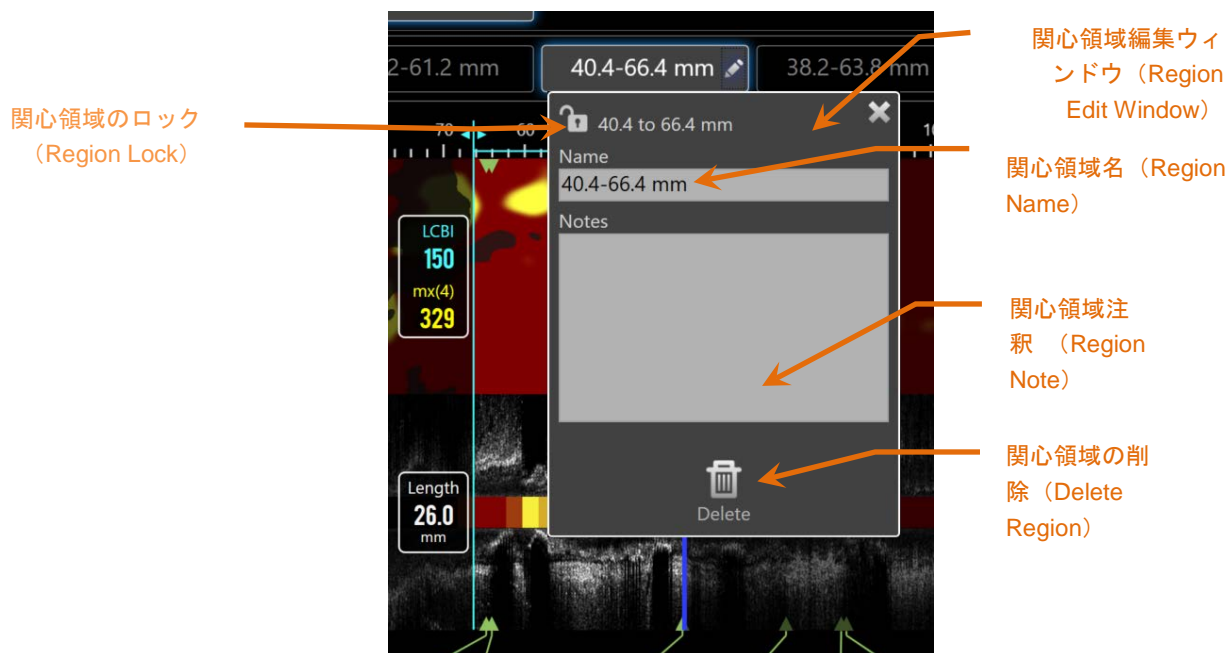 関心領域のロック
（Region Lock）
2-61.2 mm
40.4-66.4 mm
38.2-63.8 mm
70
60
40.4 to 66.4 mm
Name
40.4-66.4 mm
Notes
LCBI
150
mx(4)
329
Length
26.0
mm
Delete
関心領域編集ウィ
ンドウ（Region
Edit Window）
関心領域名（Region
Name）
関心領域注
釈 （Region
Note）
関心領域の削
除（Delete
Region）